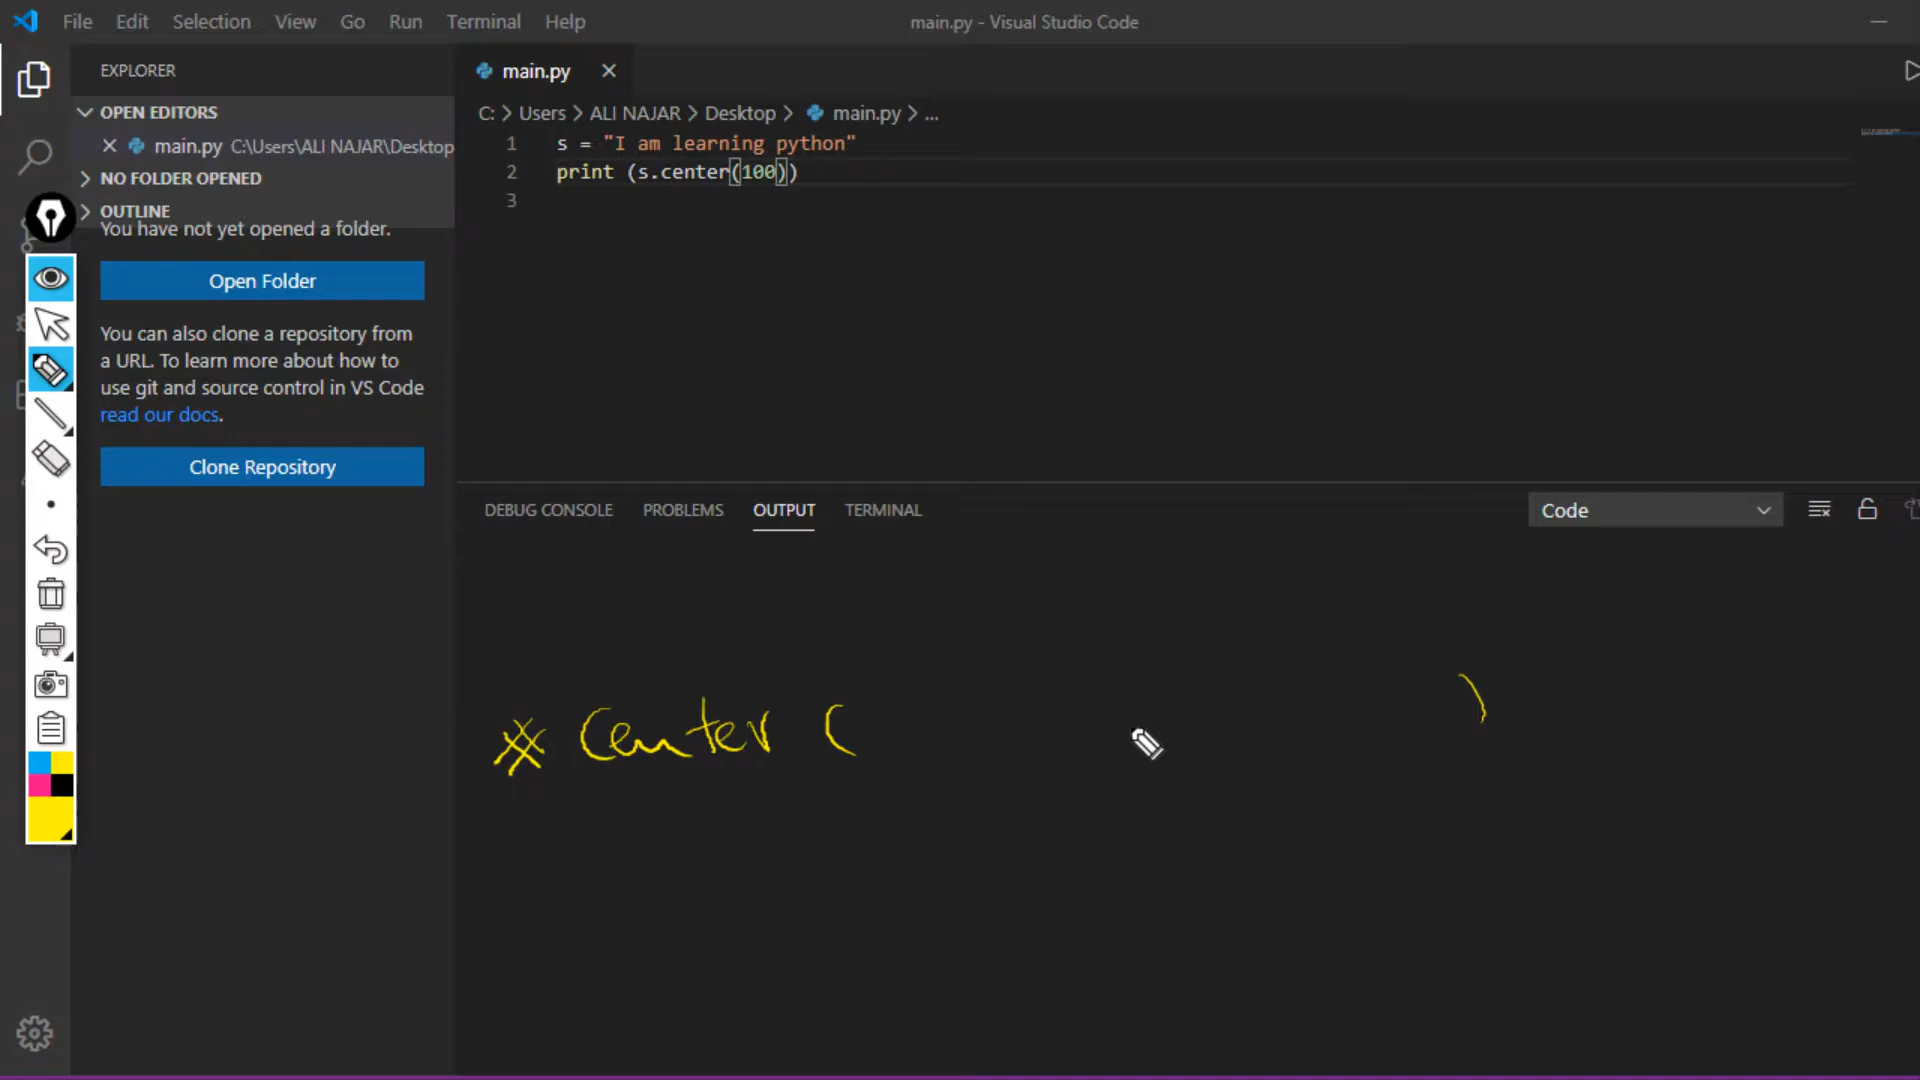 File Edit Selection View Go Run Terminal Help main.py - Visual Studio Code
EXPLORER
OPEN EDITORS
main.py C:\Users\ALI NAJAR\Desktop
NO FOLDER OPENED
OUTLINE
You have not yet opened a folder.
Open Folder
You can also clone a repository from
a URL. To learn more about how to
use git and source control in VS Code
read our docs.
Clone Repository
main.py
C: > Users > ALI NAJAR > Desktop > main.py > ...
1 s = "I am learning python"
2 print (s.center(100))
3
DEBUG CONSOLE PROBLEMS OUTPUT TERMINAL Code
* Center ( )